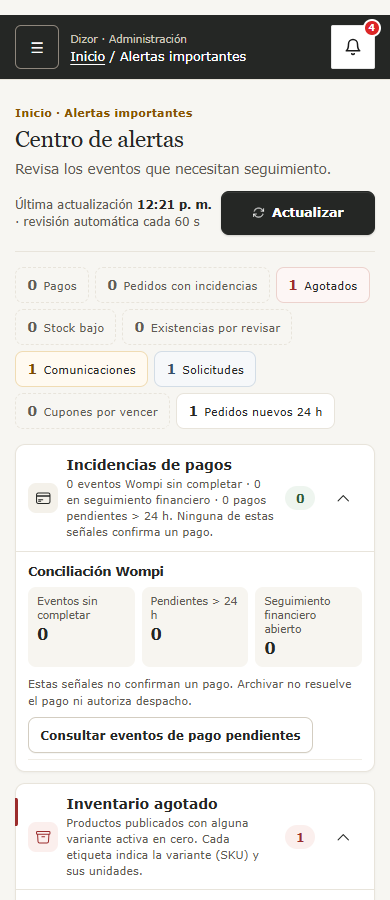 Dizor · Administración
Inicio / Alertas importantes
4
Inicio · Alertas importantes
Centro de alertas
Revisa los eventos que necesitan seguimiento.
Última actualización 12:21 p. m.
· revisión automática cada 60 s
Actualizar
0 Pagos
0 Pedidos con incidencias
1 Agotados
0 Stock bajo
0 Existencias por revisar
1 Comunicaciones
1 Solicitudes
0 Cupones por vencer
1 Pedidos nuevos 24 h
Incidencias de pagos
0 eventos Wompi sin completar · 0
en seguimiento financiero · 0 pagos
pendientes > 24 h. Ninguna de estas
señales confirma un pago.
0
Conciliación Wompi
Eventos sin
completar
0
Pendientes > 24
h
0
Seguimiento
financiero
abierto
0
Estas señales no confirman un pago. Archivar no resuelve
el pago ni autoriza despacho.
Consultar eventos de pago pendientes
Inventario agotado
Productos publicados con alguna
variante activa en cero. Cada
etiqueta indica la variante (SKU) y
sus unidades.
1